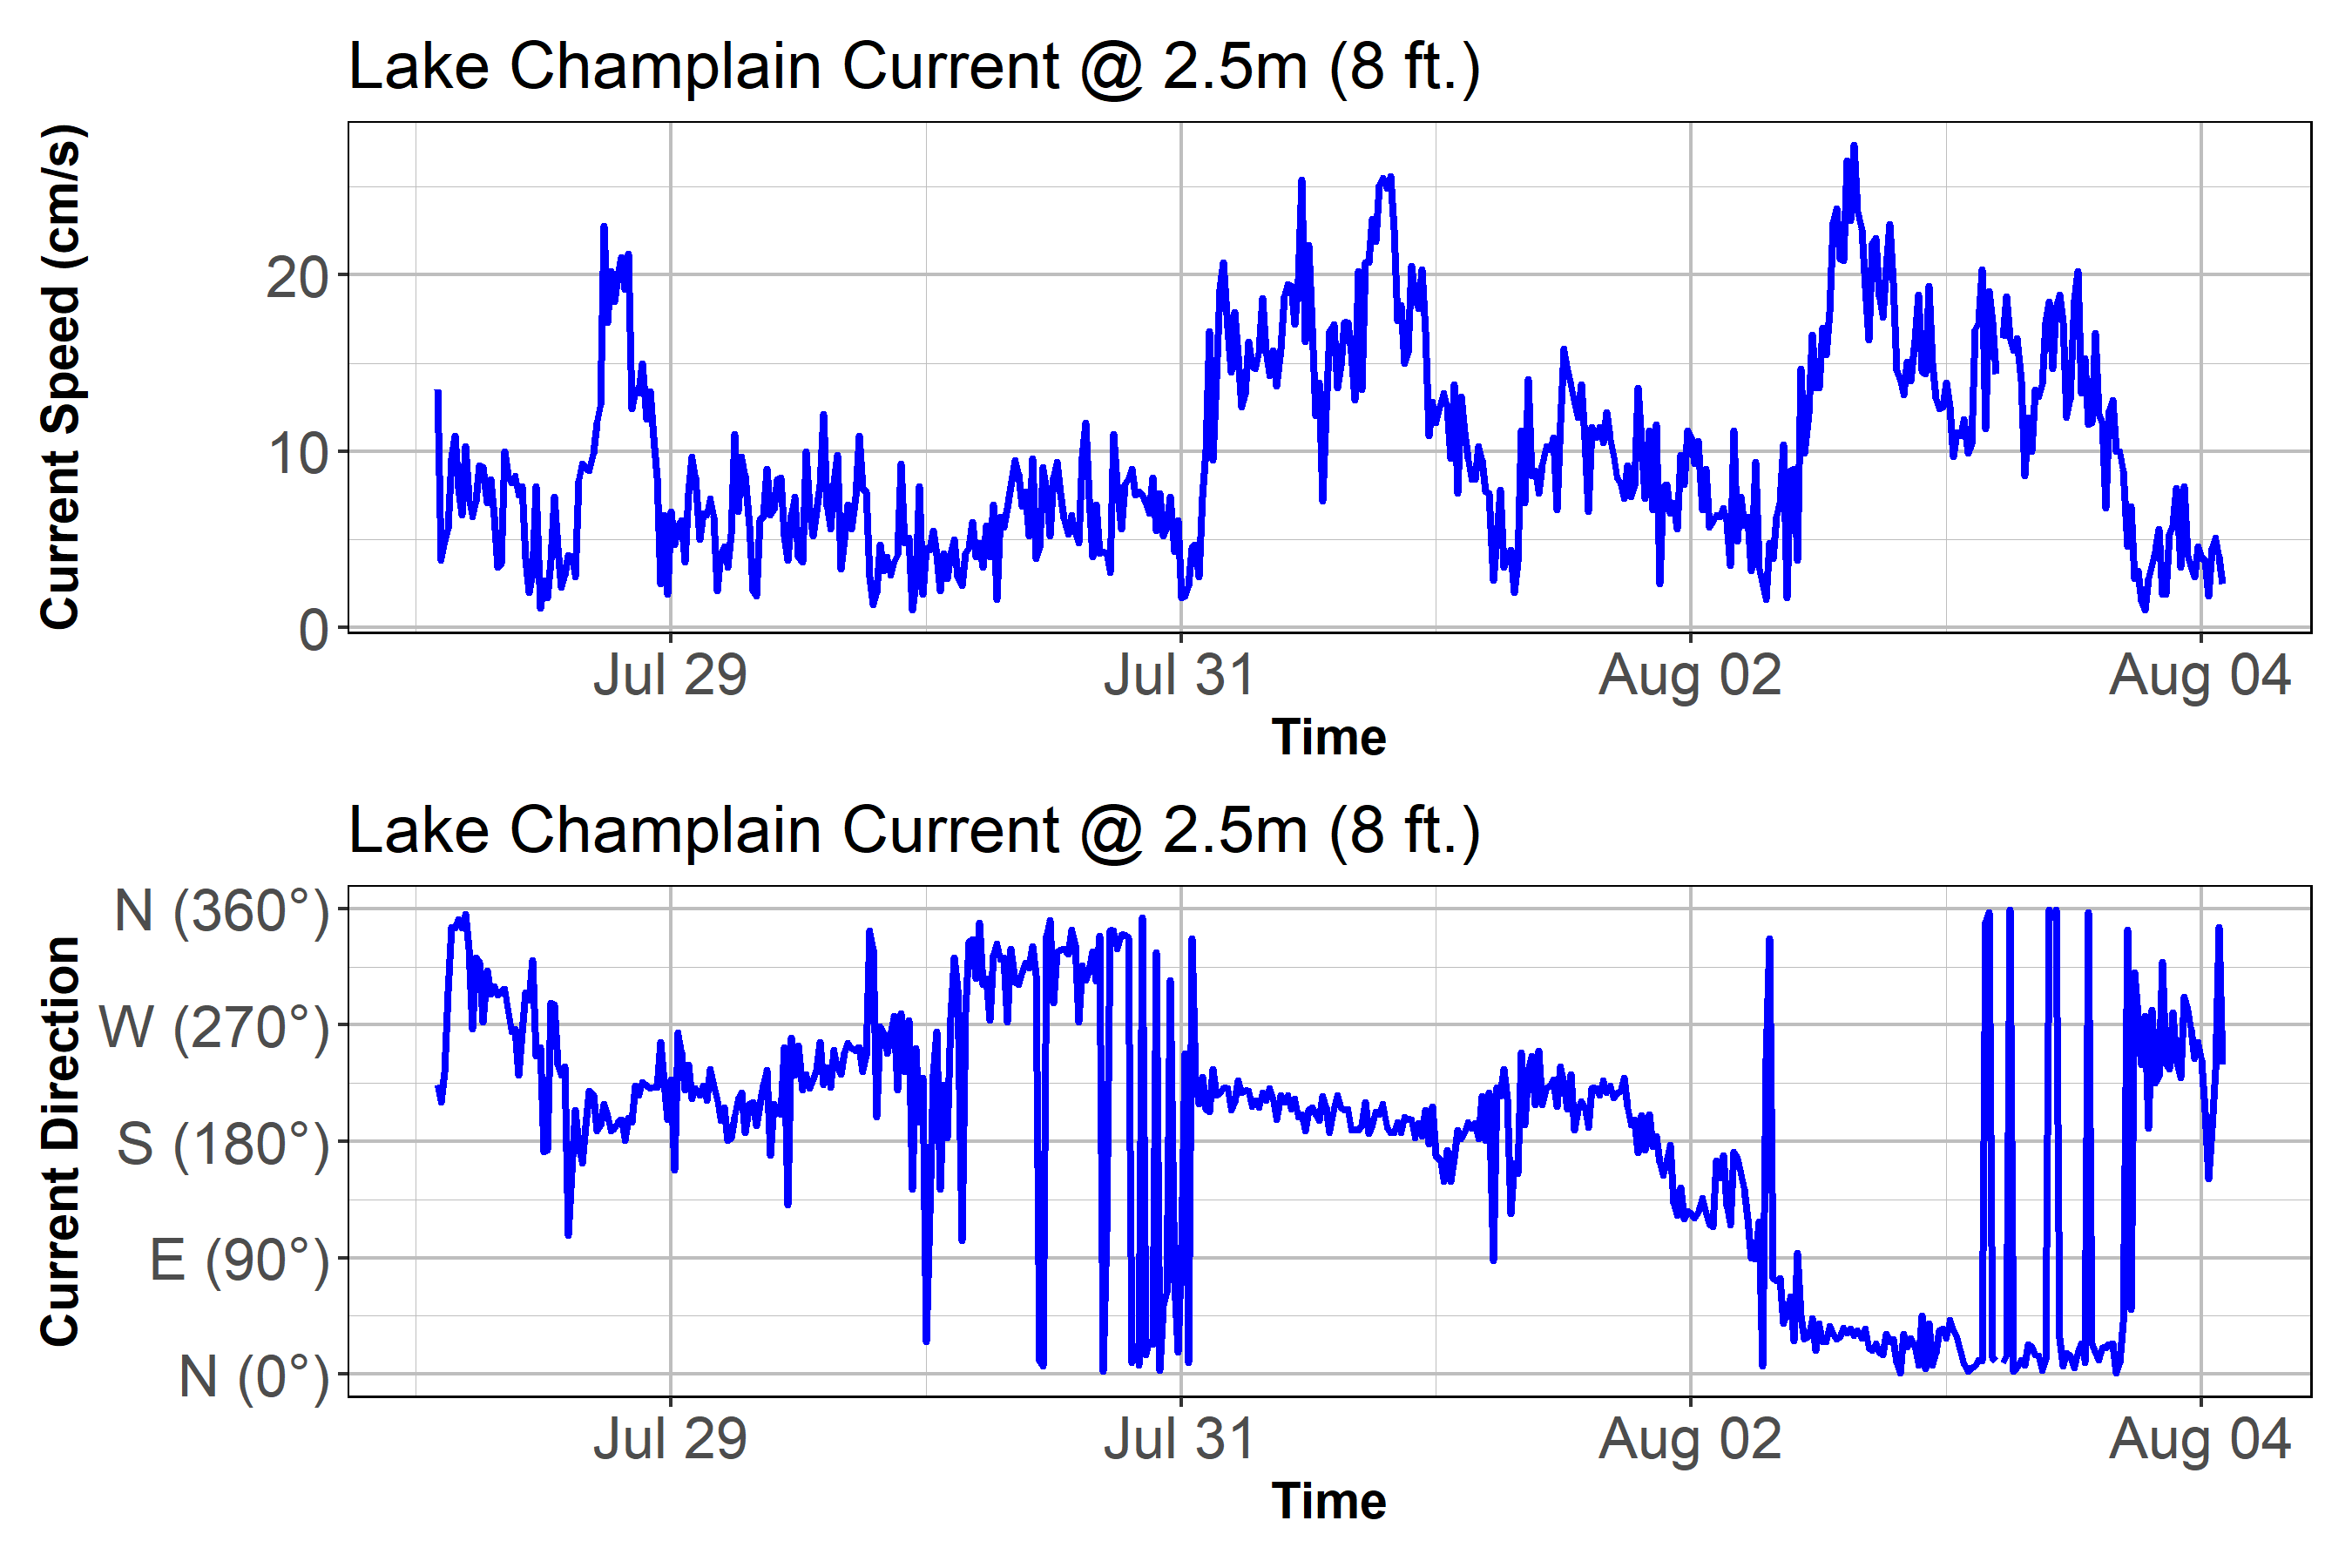 Lake Champlain Current @ 2.5m (8 ft.)
Current Speed (cm/s)
20
10
0
Jul 29 Jul 31 Aug 02 Aug 04
Time
Lake Champlain Current @ 2.5m (8 ft.)
Current Direction
N (360°)
W (270°)
S (180°)
E (90°)
N (0°)
Jul 29 Jul 31 Aug 02 Aug 04
Time